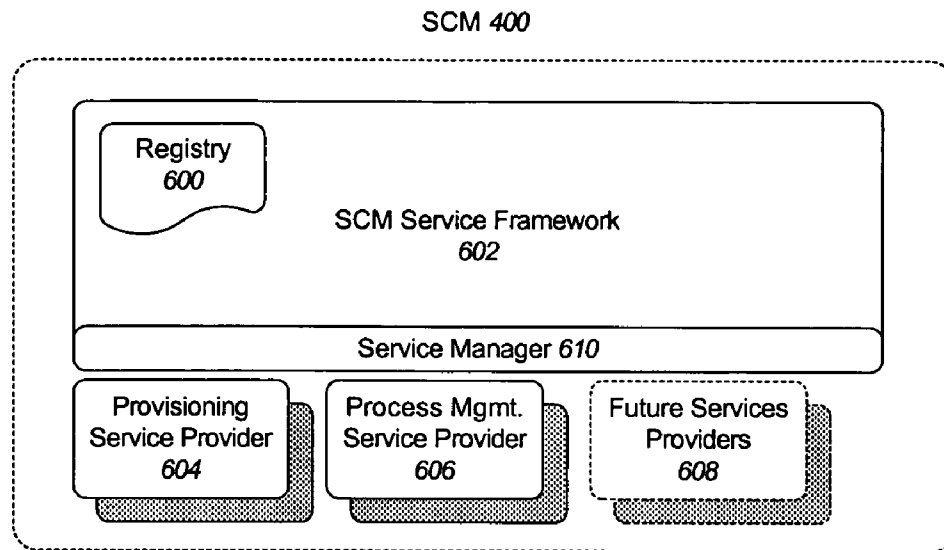 SCM 400
Registry
600
SCM Service Framework
602
Service Manager 610
Provisioning
Service Provider
604
Process Mgmt.
Service Provider
606
Future Services
Providers
608